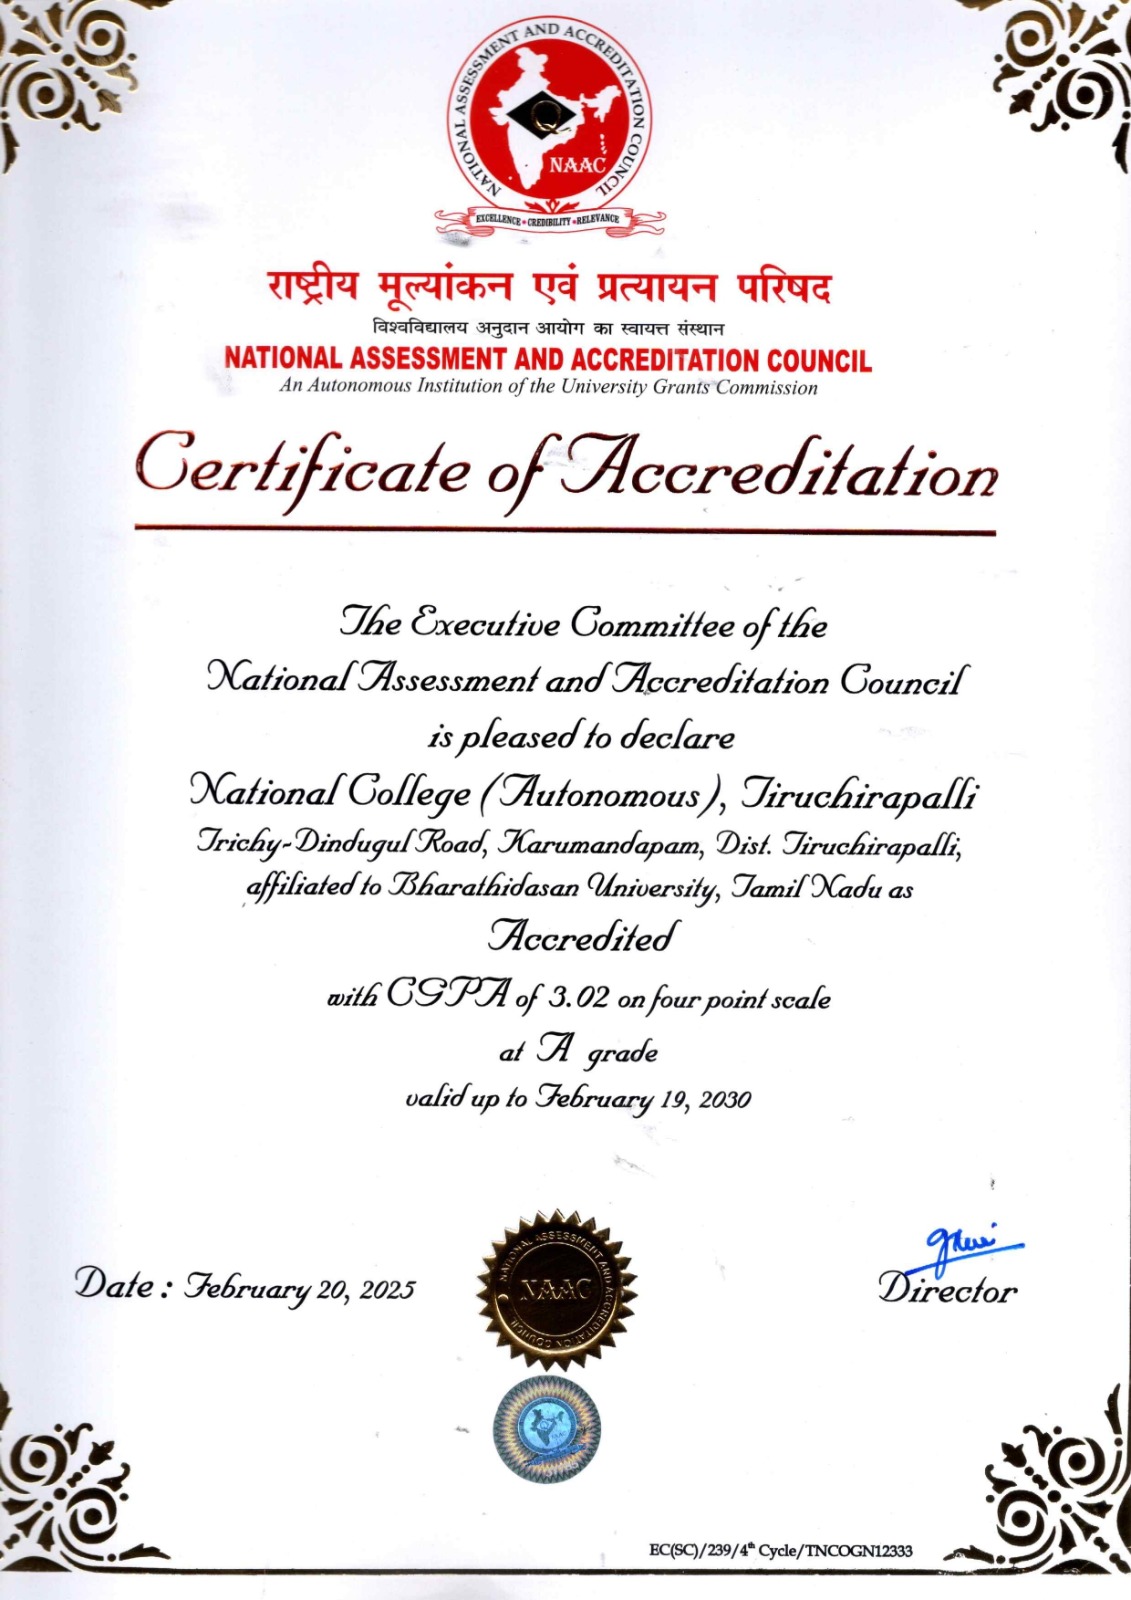 NATIONAL ASSESSMENT AND ACCREDITATION COUNCIL
Q
NAAC
EXCELLENCE • CREDIBILITY • RELEVANCE
राष्ट्रीय मूल्यांकन एवं प्रत्यायन परिषद
विश्वविद्यालय अनुदान आयोग का स्वायत्त संस्थान
NATIONAL ASSESSMENT AND ACCREDITATION COUNCIL
An Autonomous Institution of the University Grants Commission
Certificate of Accreditation
The Executive Committee of the
National Assessment and Accreditation Council
is pleased to declare
National College (Autonomous), Tiruchirapalli
Trichy-Dindugul Road, Karumandapam, Dist. Tiruchirapalli,
affiliated to Bharathidasan University, Tamil Nadu as
Accredited
with CGPA of 3.02 on four point scale
at A grade
valid up to February 19, 2030
Date : February 20, 2025
NATIONAL ASSESSMENT AND ACCREDITATION COUNCIL
NAAC
Director
EC(SC)/239/4th Cycle/TNCOGN12333